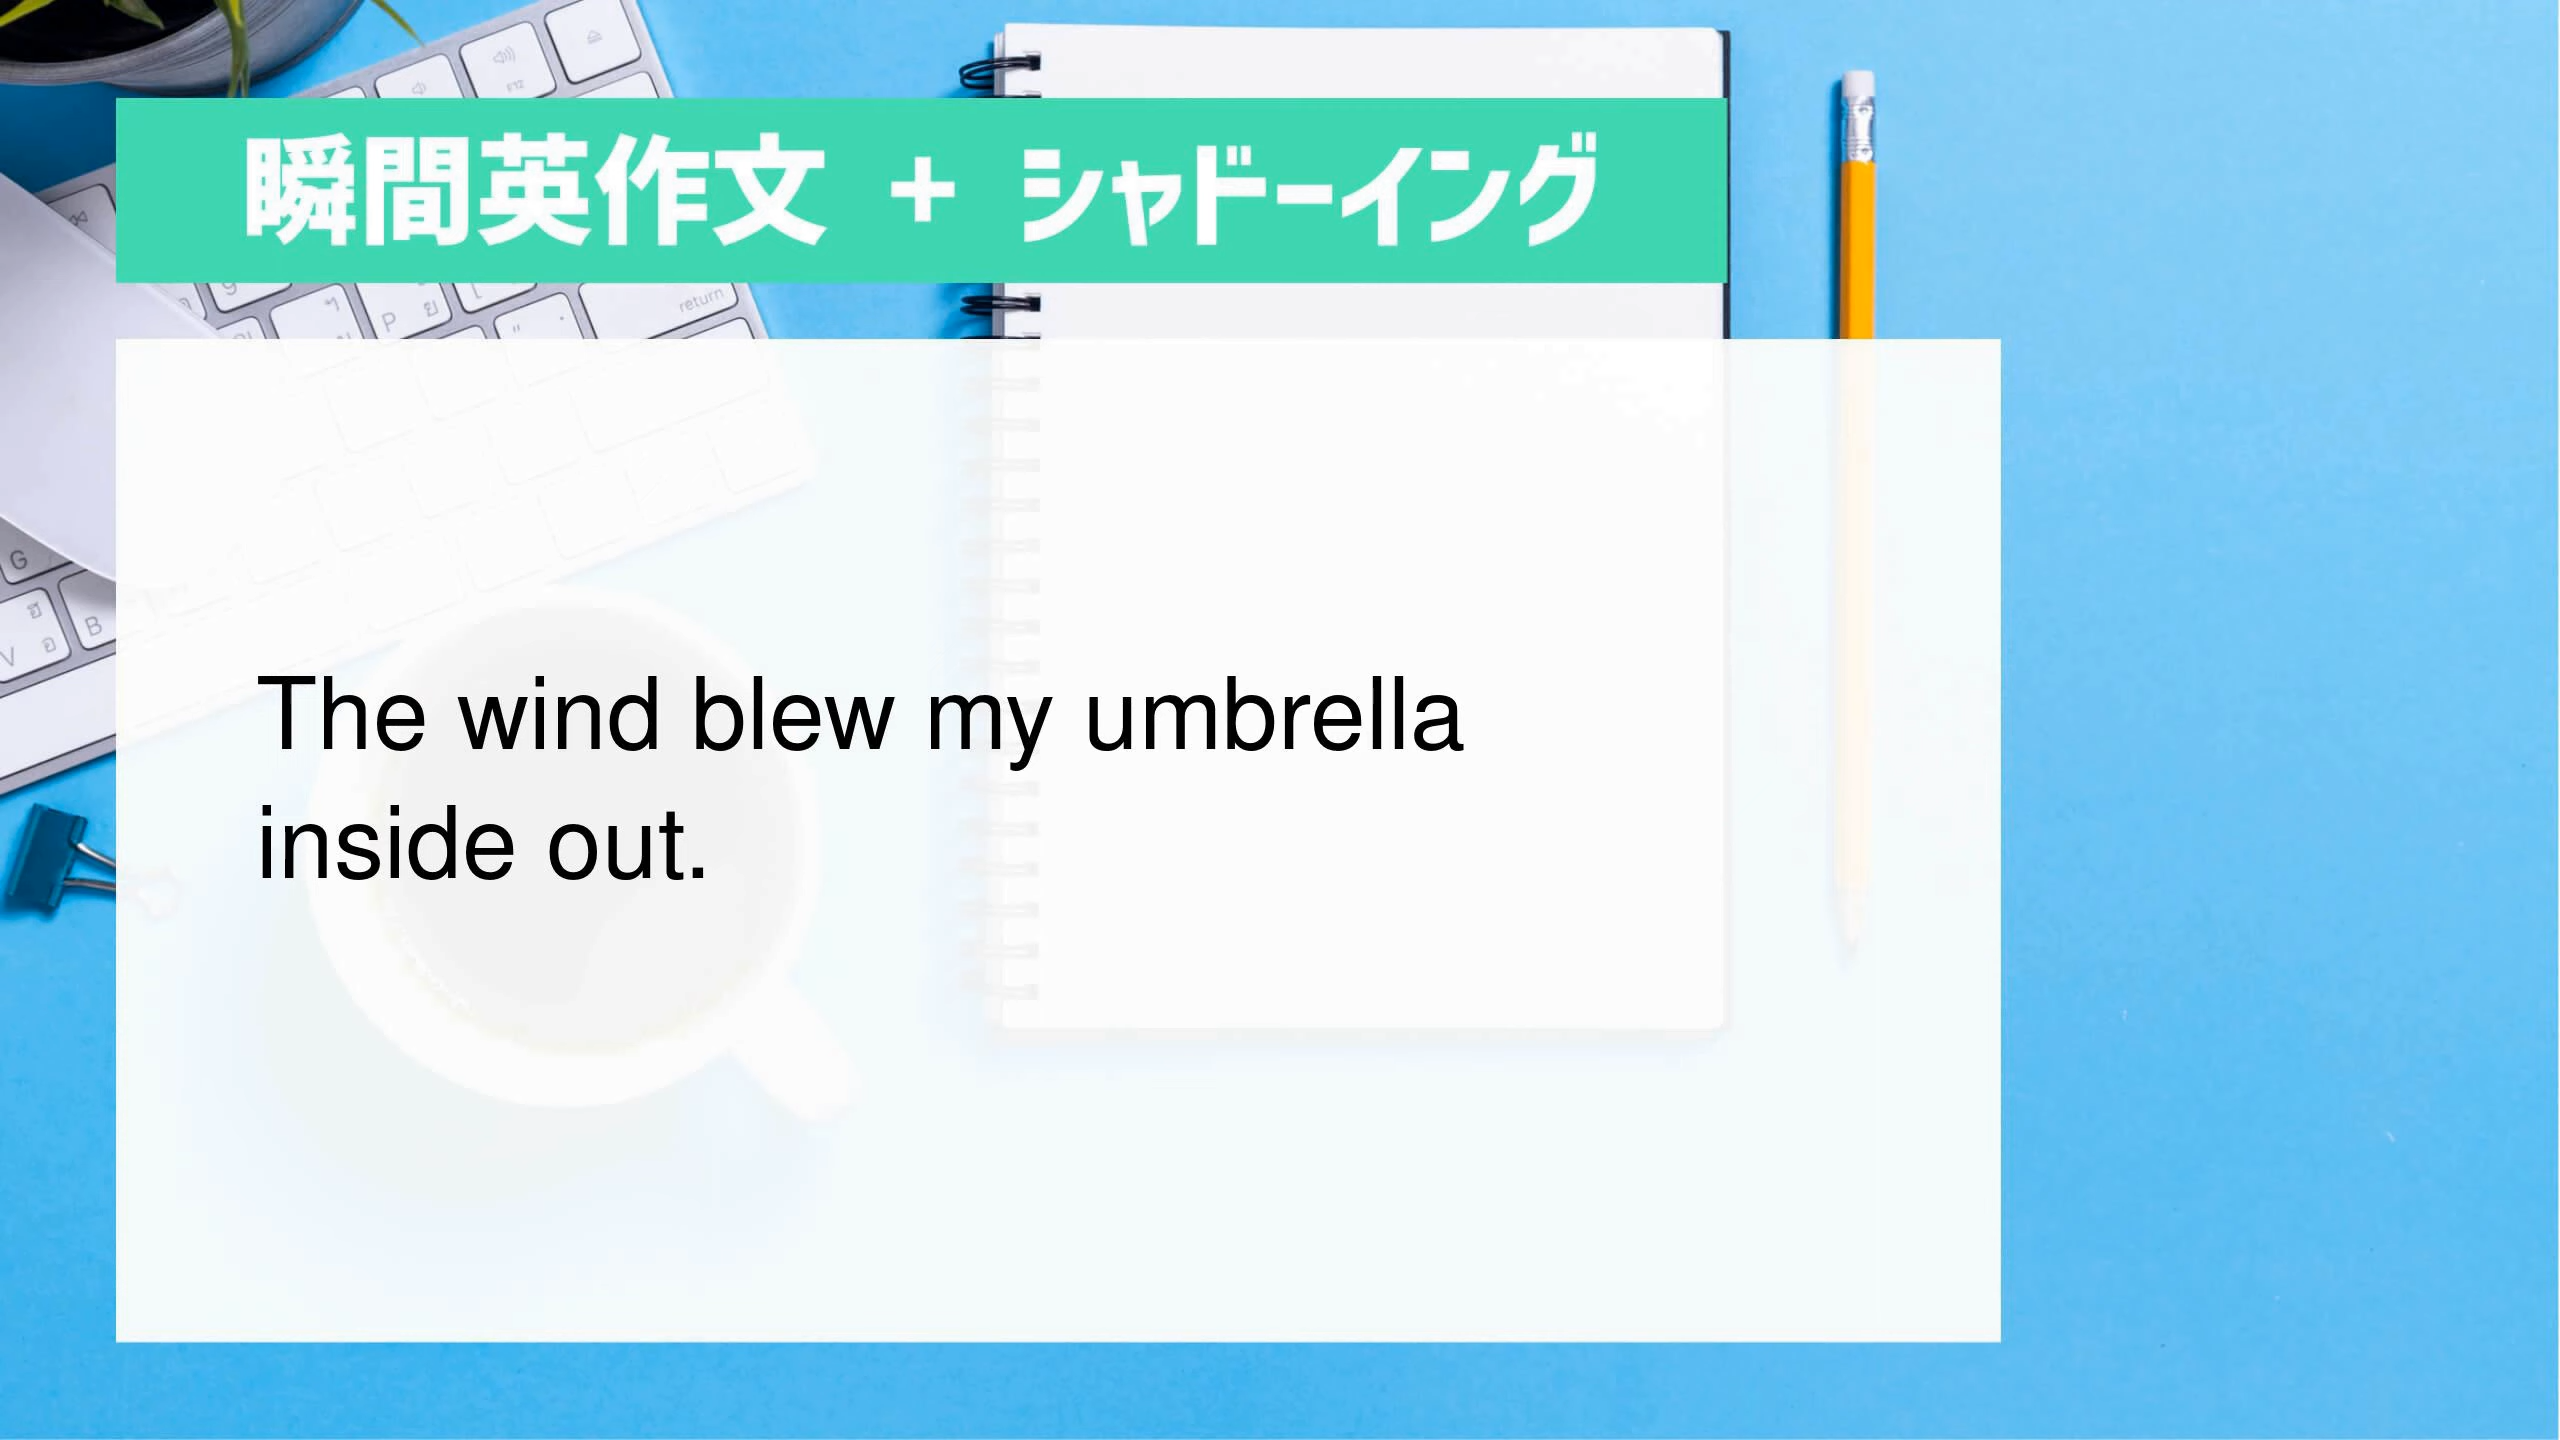 瞬間英作文 + シャドーイング
The wind blew my umbrella
inside out.